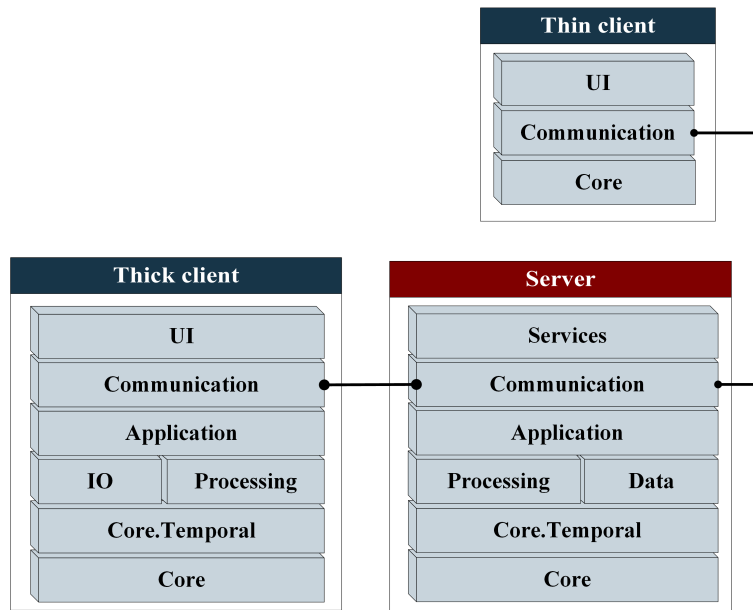 Thin client
UI
Communication
Core
Thick client
UI
Communication
Application
IO
Processing
Core.Temporal
Core
Server
Services
Communication
Application
Processing
Data
Core.Temporal
Core